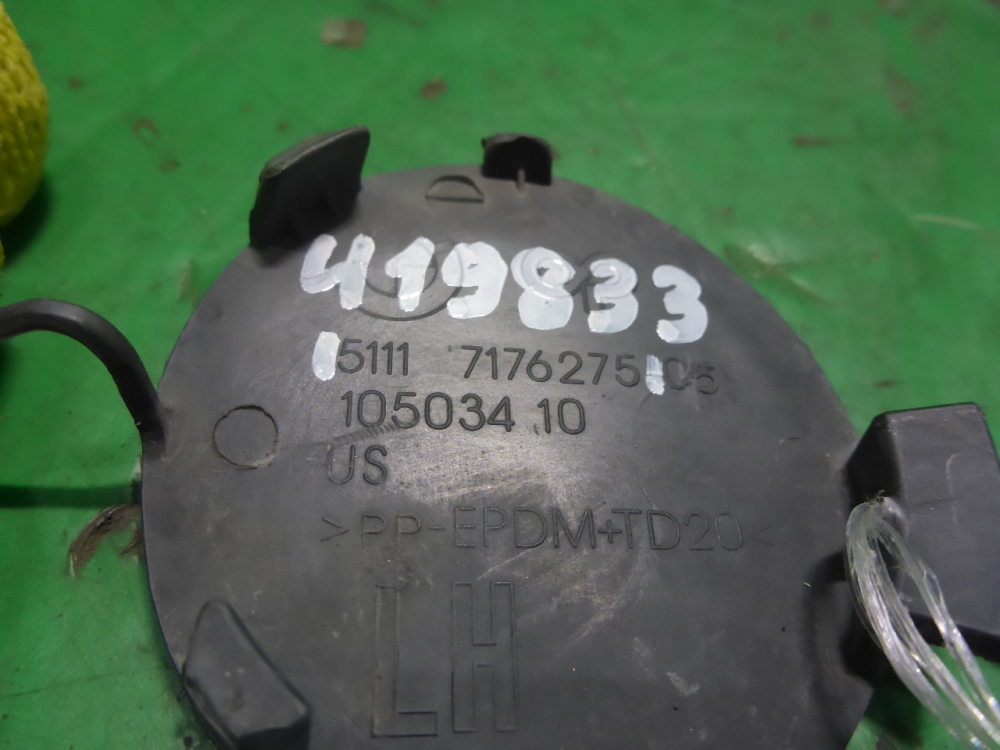 419833
5111 7176275 05
105034 10
US
>PP-EPDM+TD20<
LH